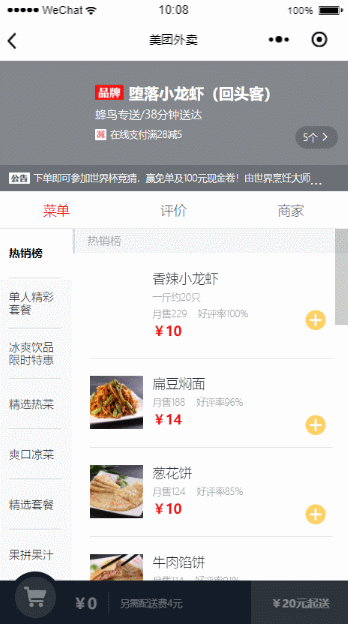 WeChat 10:08 100%
美团外卖
品牌 堕落小龙虾（回头客）
蜂鸟专送/38分钟送达
减 在线支付满28减5
5个 >
公告 下单即可参加世界杯竞猜，赢免单及100元现金卷！由世界烹饪大师...
菜单 评价 商家
热销榜
热销榜
香辣小龙虾
一斤约20只
月售229 好评率100%
￥10
单人精彩
套餐
冰爽饮品
限时特惠
扁豆焖面
月售188 好评率96%
￥14
精选热菜
爽口凉菜
葱花饼
月售124 好评率85%
￥10
精选套餐
果拼果汁
牛肉馅饼
￥0 另需配送费4元 ￥20元起送